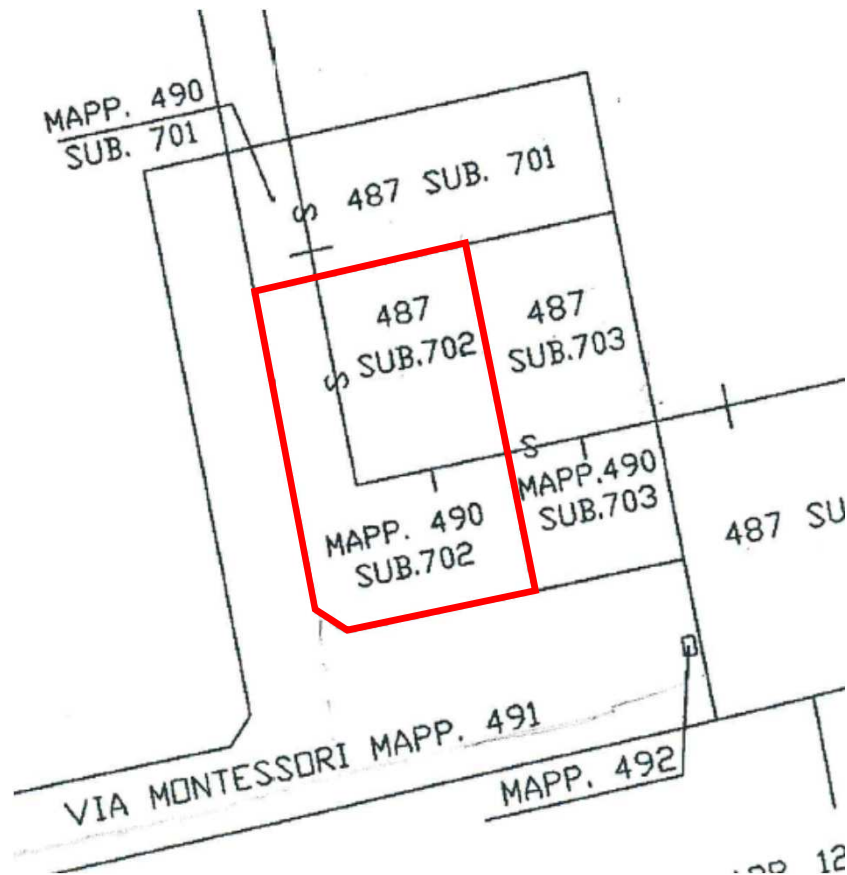 MAPP. 490
SUB. 701
487 SUB. 701
487
SUB.702
487
SUB.703
MAPP.490
SUB.703
MAPP. 490
SUB.702
487 SU
VIA MONTESSORI MAPP. 491
MAPP. 492